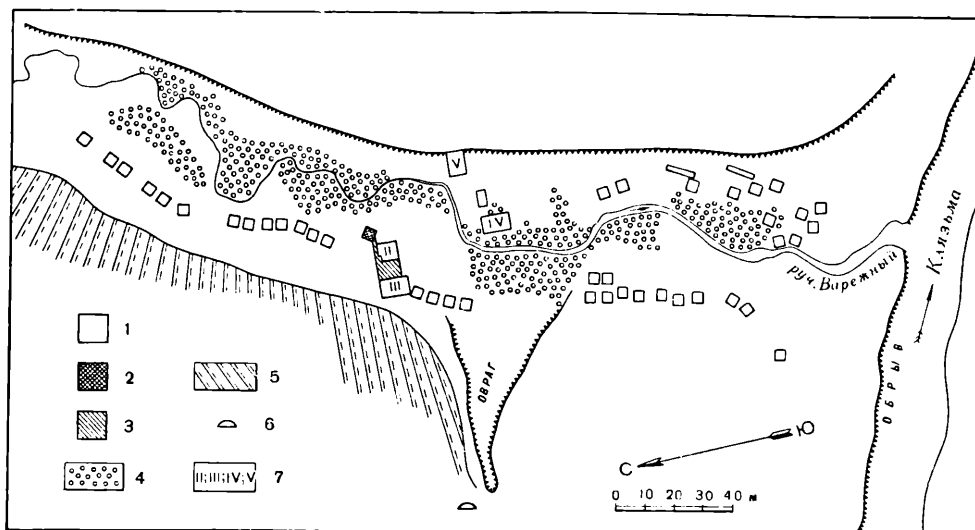 V
IV
II
III
руч. Вирежный
Клязьма
ОБРЫВ
ОВРАГ
1
2
3
4
5
6
II; III; IV; V 7
С
Ю
0 10 20 30 40 м